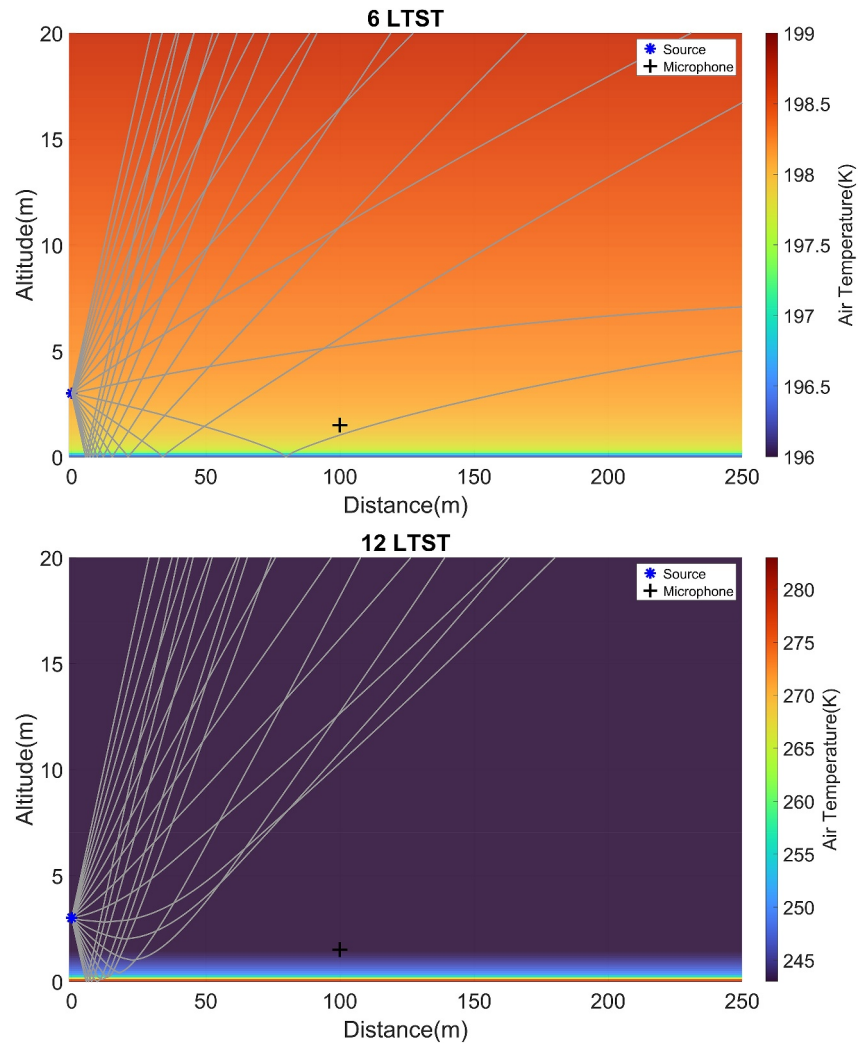 6 LTST
20
15
10
5
0
Altitude(m)
0 50 100 150 200 250
Distance(m)
Source
Microphone
199
198.5
198
197.5
197
196.5
196
Air Temperature(K)
12 LTST
20
15
10
5
0
Altitude(m)
0 50 100 150 200 250
Distance(m)
Source
Microphone
280
275
270
265
260
255
250
245
Air Temperature(K)